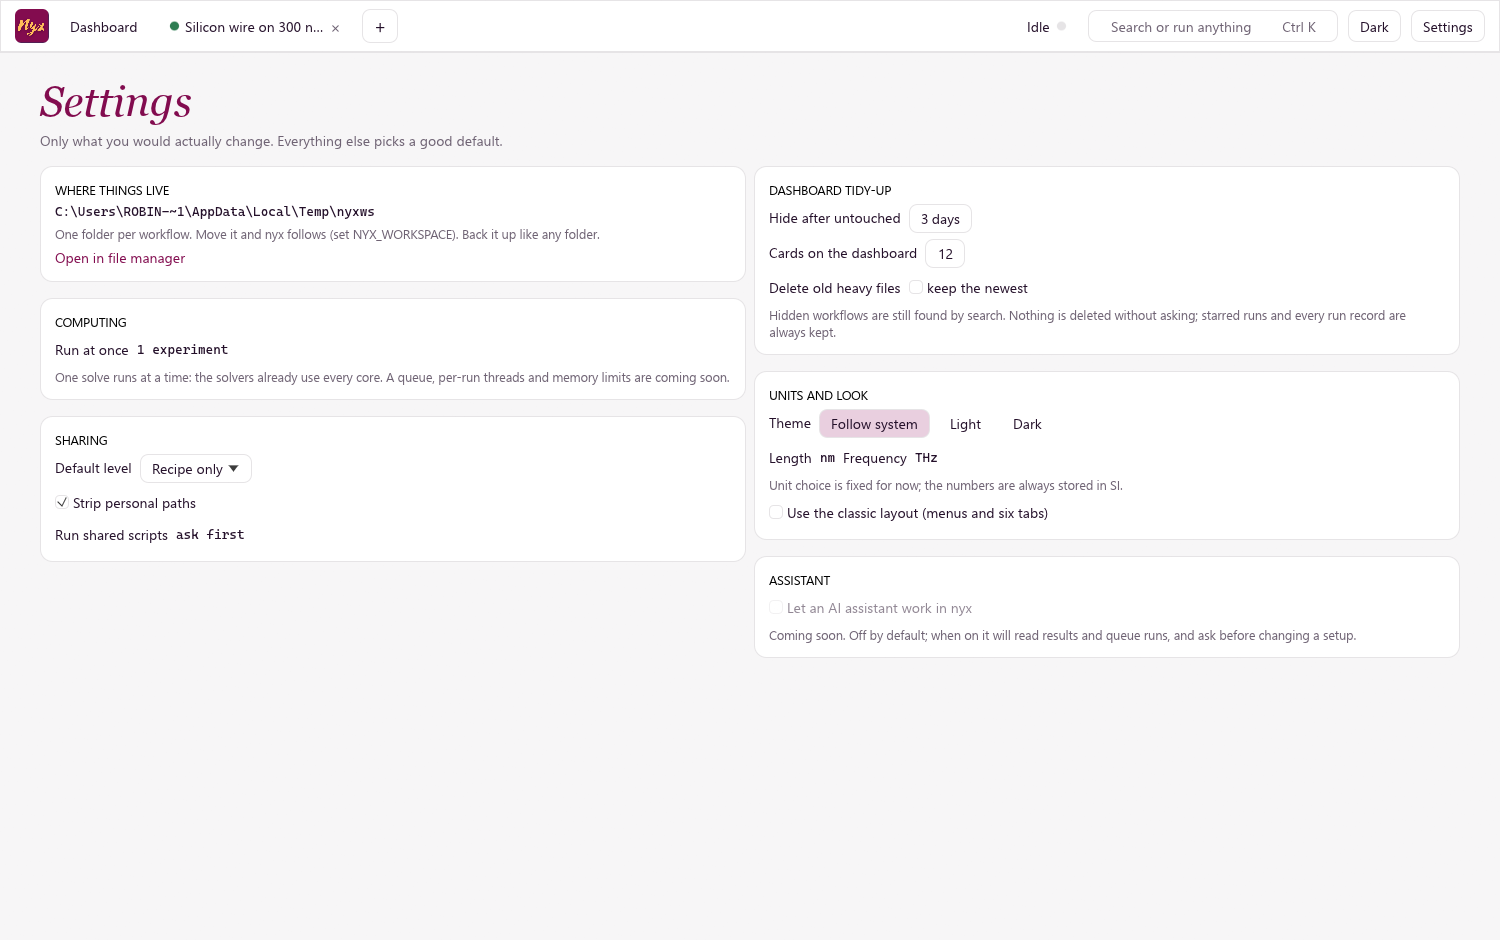 Nyx
Dashboard
Silicon wire on 300 n... ×
+
Idle
Search or run anything Ctrl K
Dark
Settings
Settings
Only what you would actually change. Everything else picks a good default.
WHERE THINGS LIVE
C:\Users\ROBIN-~1\AppData\Local\Temp\nyxws
One folder per workflow. Move it and nyx follows (set NYX_WORKSPACE). Back it up like any folder.
Open in file manager
COMPUTING
Run at once 1 experiment
One solve runs at a time: the solvers already use every core. A queue, per-run threads and memory limits are coming soon.
SHARING
Default level Recipe only
Strip personal paths
Run shared scripts ask first
DASHBOARD TIDY-UP
Hide after untouched 3 days
Cards on the dashboard 12
Delete old heavy files keep the newest
Hidden workflows are still found by search. Nothing is deleted without asking; starred runs and every run record are
always kept.
UNITS AND LOOK
Theme Follow system Light Dark
Length nm Frequency THz
Unit choice is fixed for now; the numbers are always stored in SI.
Use the classic layout (menus and six tabs)
ASSISTANT
Let an AI assistant work in nyx
Coming soon. Off by default; when on it will read results and queue runs, and ask before changing a setup.